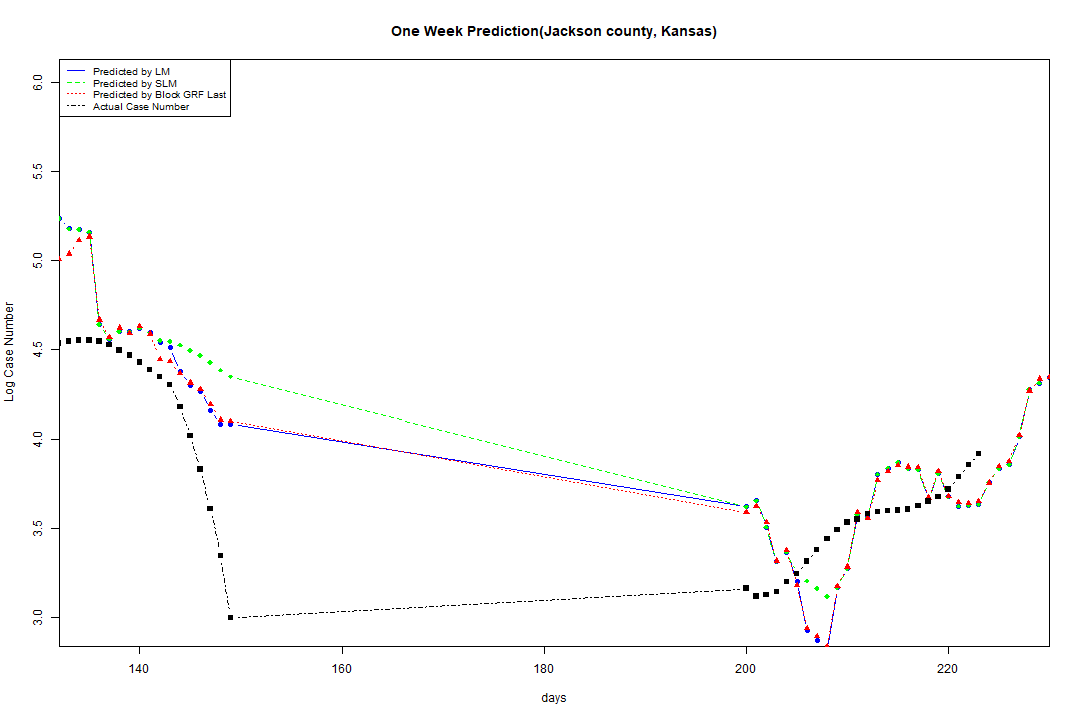 One Week Prediction(Jackson county, Kansas)
Predicted by LM
Predicted by SLM
Predicted by Block GRF Last
Actual Case Number
6.0
5.5
5.0
4.5
4.0
3.5
3.0
Log Case Number
140 160 180 200 220
days